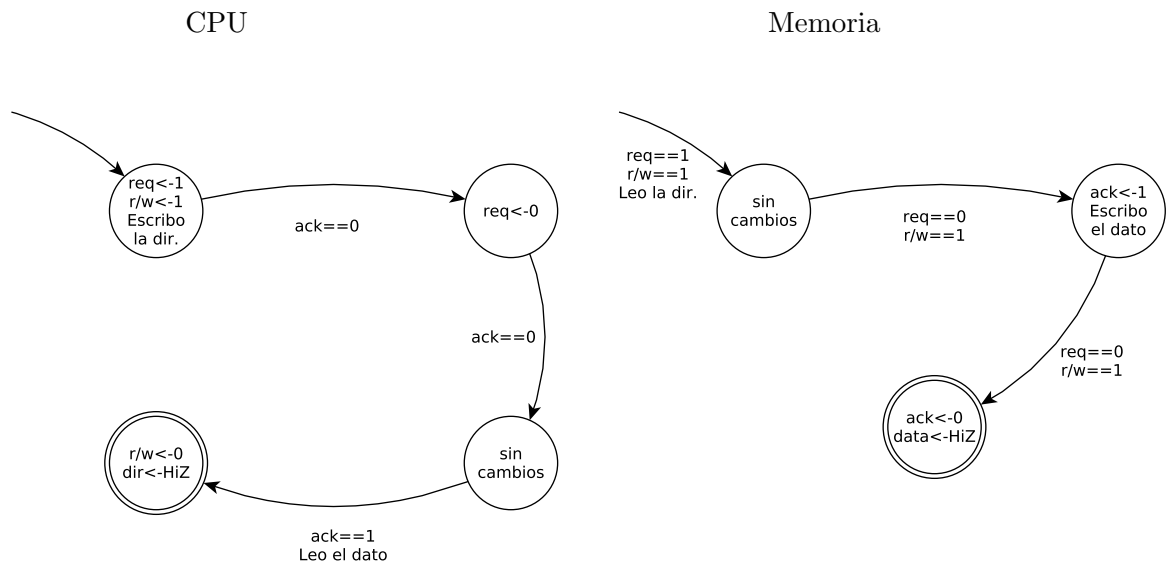 CPU
Memoria
req<-1
r/w<-1
Escribo
la dir.
ack==0
req<-0
ack==0
sin
cambios
ack==1
Leo el dato
r/w<-0
dir<-HiZ
req==1
r/w==1
Leo la dir.
sin
cambios
req==0
r/w==1
ack<-1
Escribo
el dato
req==0
r/w==1
ack<-0
data<-HiZ